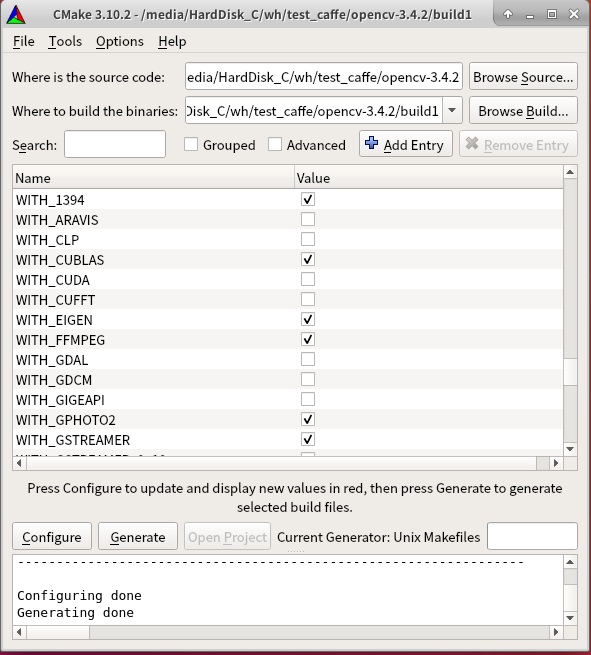 CMake 3.10.2 - /media/HardDisk_C/wh/test_caffe/opencv-3.4.2/build1
File Tools Options Help
Where is the source code: edia/HardDisk_C/wh/test_caffe/opencv-3.4.2 Browse Source...
Where to build the binaries: Disk_C/wh/test_caffe/opencv-3.4.2/build1 Browse Build...
Search: Grouped Advanced Add Entry Remove Entry
Name Value
WITH_1394
WITH_ARAVIS
WITH_CLP
WITH_CUBLAS
WITH_CUDA
WITH_CUFFT
WITH_EIGEN
WITH_FFMPEG
WITH_GDAL
WITH_GDCM
WITH_GIGEAPI
WITH_GPHOTO2
WITH_GSTREAMER
Press Configure to update and display new values in red, then press Generate to generate
selected build files.
Configure Generate Open Project Current Generator: Unix Makefiles
-----------------------------------------------------------------
Configuring done
Generating done